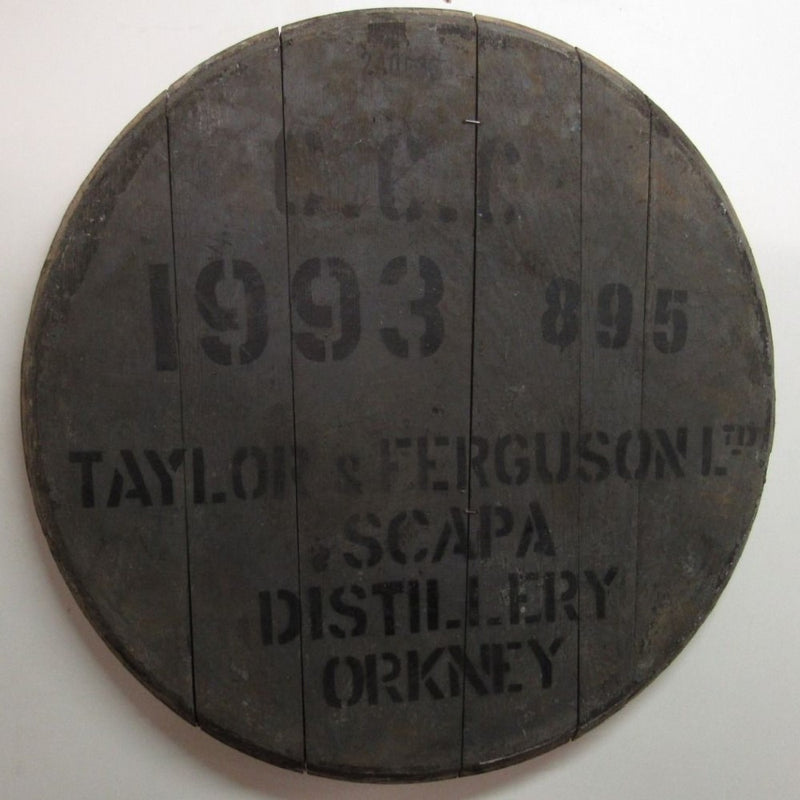 1993 895
TAYLOR & FERGUSON LTD
SCAPA
DISTILLERY
ORKNEY